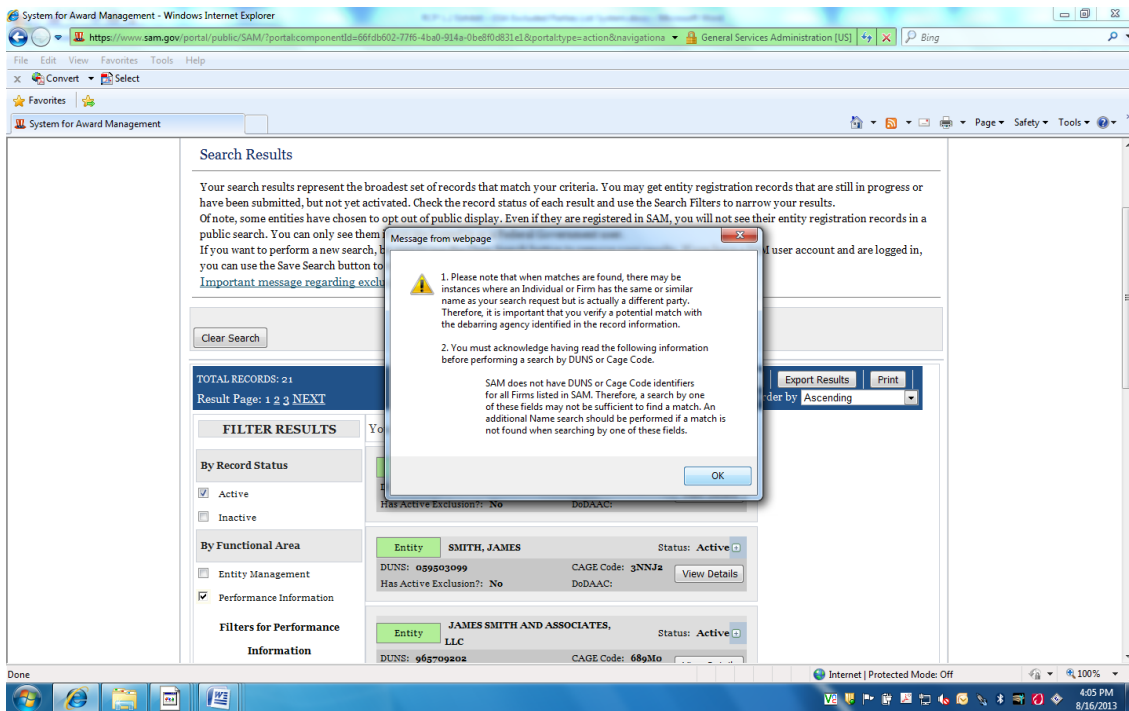 System for Award Management - Windows Internet Explorer
https://www.sam.gov/portal/public/SAM/?portal:componentId=66fdb602-77f6-4ba0-914a-0be8f0d831e1&portal:type=action&navigationa
General Services Administration [US]
Bing
File Edit View Favorites Tools Help
x Convert Select
Favorites
System for Award Management
Page Safety Tools
Search Results
Your search results represent the broadest set of records that match your criteria. You may get entity registration records that are still in progress or
have been submitted, but not yet activated. Check the record status of each result and use the Search Filters to narrow your results.
Of note, some entities have chosen to opt out of public display. Even if they are registered in SAM, you will not see their entity registration records in a
public search. You can only see them
If you want to perform a new search, user account and are logged in,
you can use the Save Search button to
Important message regarding
Message from webpage
1. Please note that when matches are found, there may be
instances where an Individual or Firm has the same or similar
name as your search request but is actually a different party.
Therefore, it is important that you verify a potential match with
the debarring agency identified in the record information.
2. You must acknowledge having read the following information
before performing a search by DUNS or Cage Code.
SAM does not have DUNS or Cage Code identifiers
for all Firms listed in SAM. Therefore, a search by one
of these fields may not be sufficient to find a match. An
additional Name search should be performed if a match is
not found when searching by one of these fields.
OK
Clear Search
TOTAL RECORDS: 21
Export Results Print
Result Page: 1 2 3 NEXT
by Ascending
FILTER RESULTS
By Record Status
Active
Inactive
Has Active Exclusion?: No DoDAAC:
By Functional Area
Entity Management
Performance Information
Filters for Performance
Information
Entity SMITH, JAMES Status: Active
DUNS: 059503099 CAGE Code: 3NNJ2
View Details
Has Active Exclusion?: No DoDAAC:
Entity JAMES SMITH AND ASSOCIATES,
LLC Status: Active
DUNS: 965709202 CAGE Code: 689M0
Done
Internet | Protected Mode: Off
100%
4:05 PM
8/16/2013